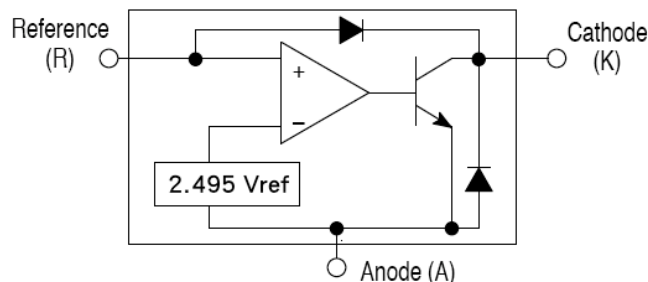 Reference
(R)
Cathode
(K)
+
−
2.495 Vref
Anode (A)